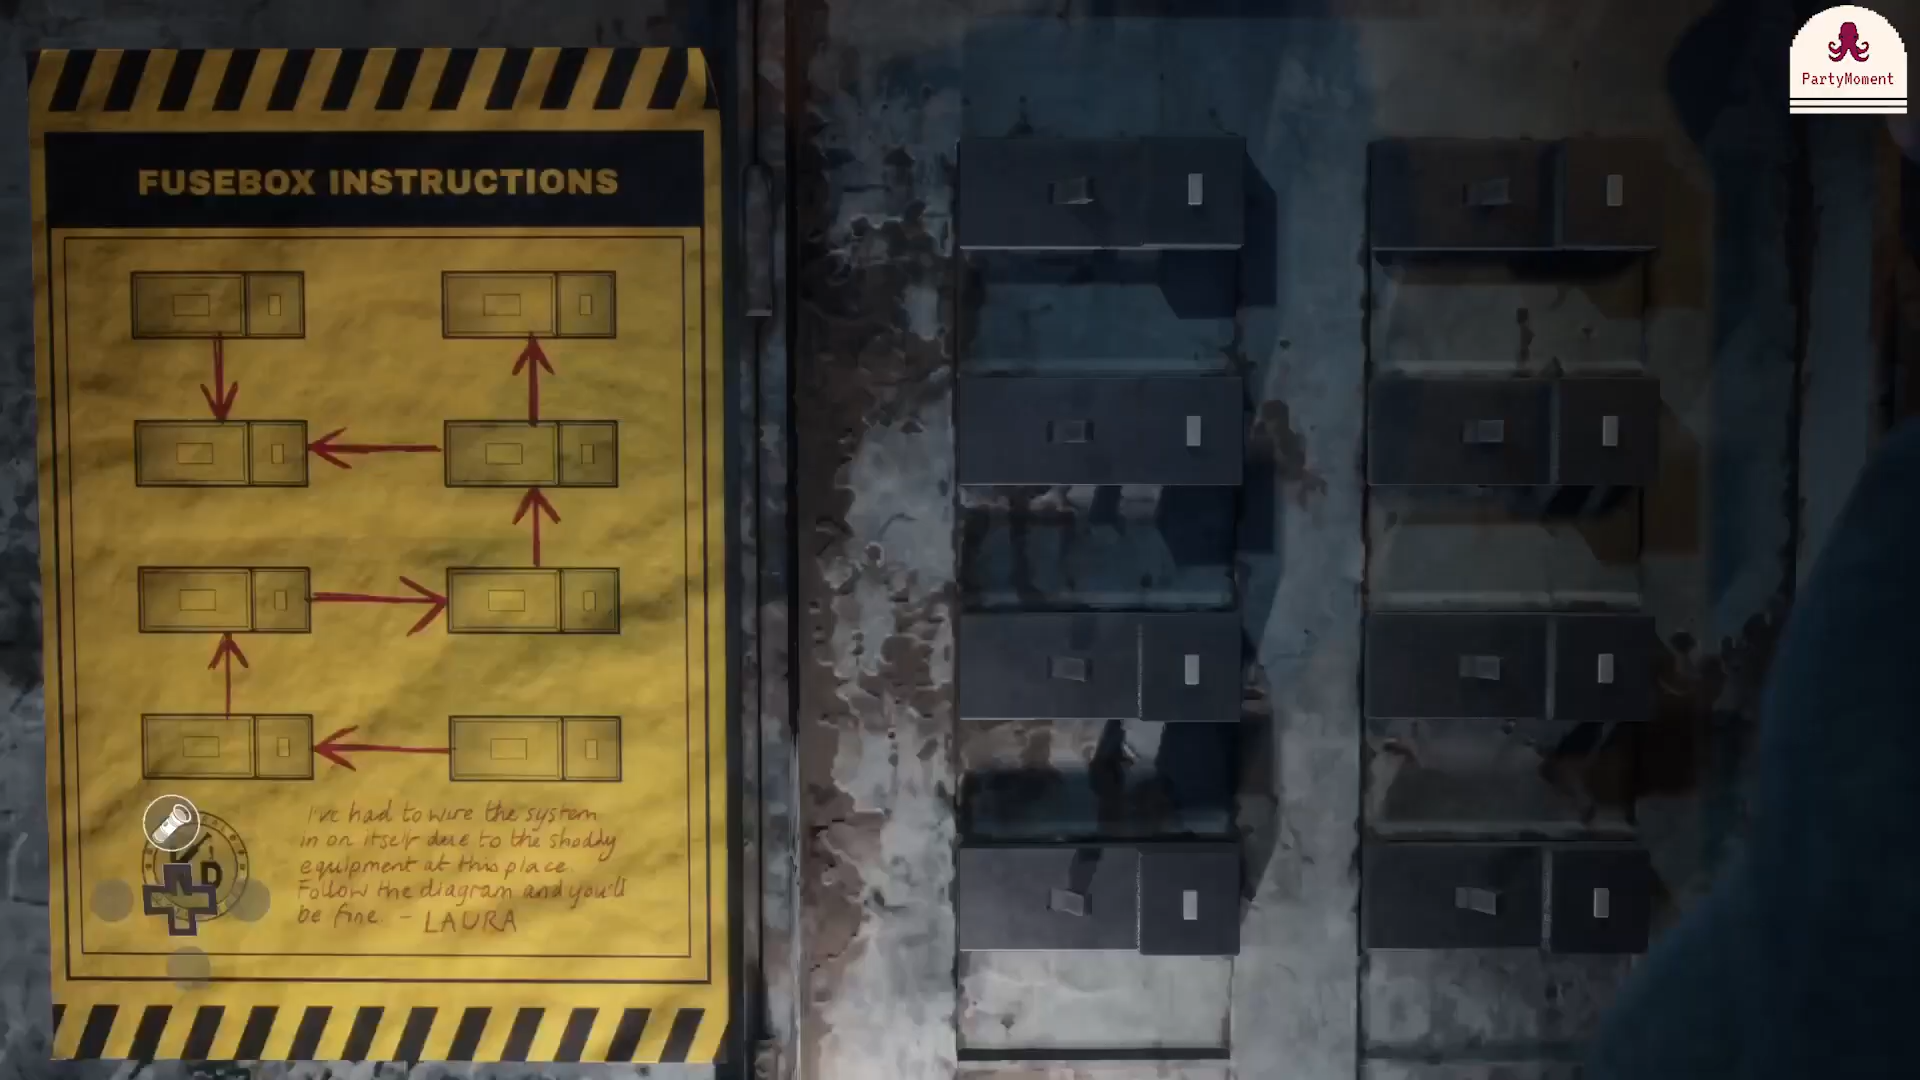 PartyMoment
FUSEBOX INSTRUCTIONS
I've had to wire the system
in on itself due to the shoddy
equipment at this place.
Follow the diagram and you'll
be fine. - LAURA